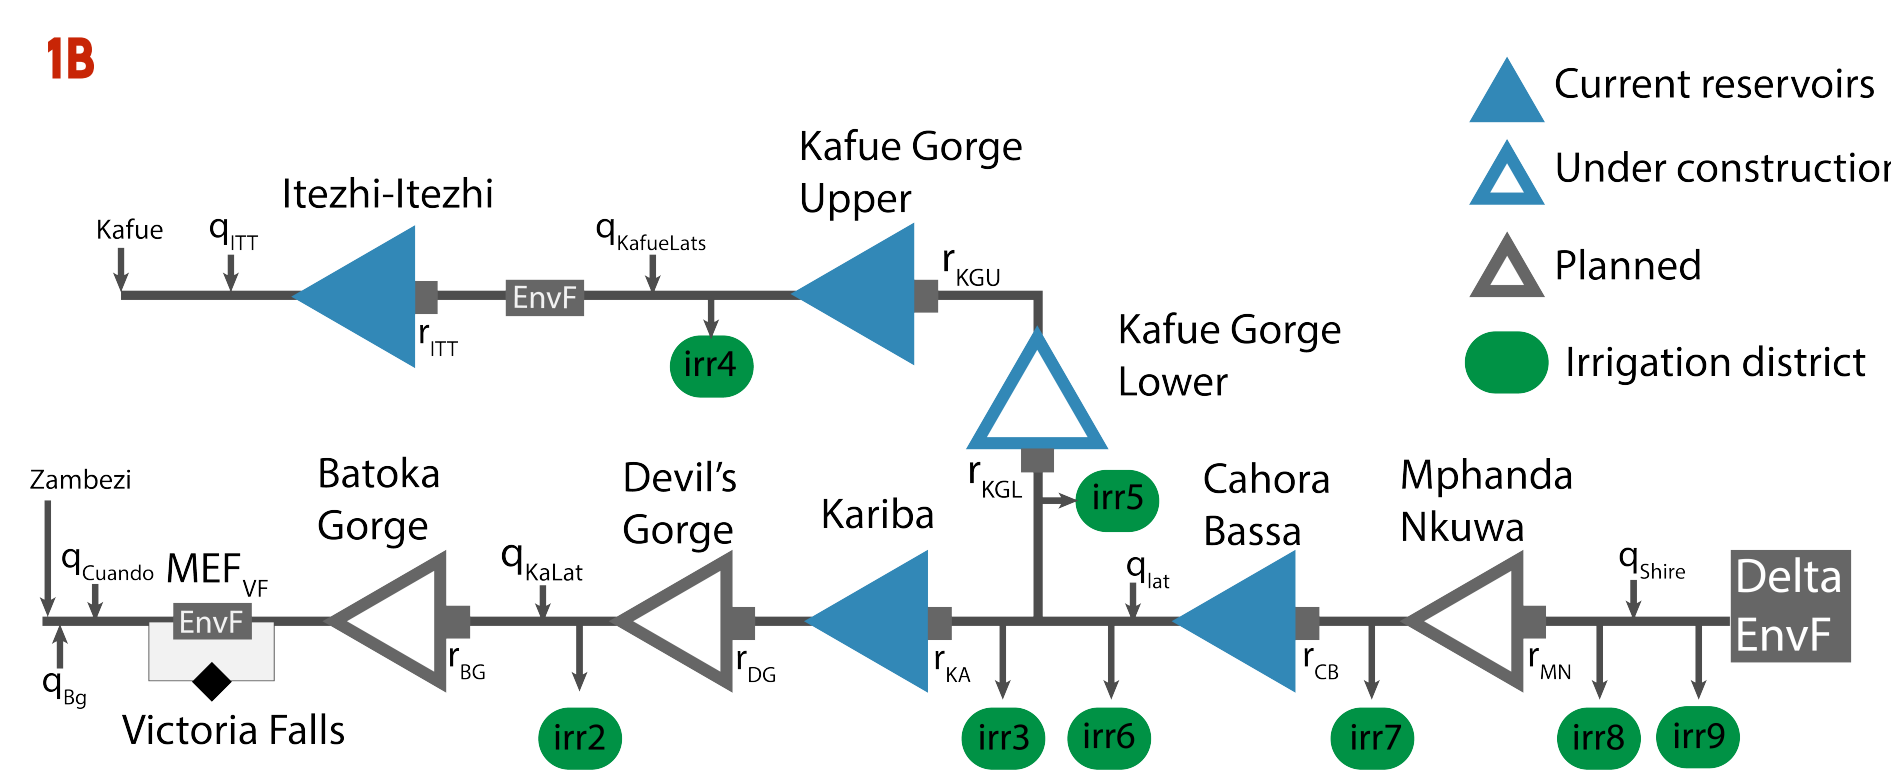 1B
Current reservoirs
Under construction
Planned
Irrigation district
Kafue
qITT
Itezhi-Itezhi
rITT
EnvF
qKafueLats
irr4
Kafue Gorge
Upper
rKGU
Kafue Gorge
Lower
rKGL
irr5
Zambezi
qCuando
qBg
MEFVF
EnvF
Victoria Falls
Batoka
Gorge
rBG
qKaLat
irr2
Devil's
Gorge
rDG
Kariba
rKA
irr3
irr6
qlat
Cahora
Bassa
rCB
irr7
Mphanda
Nkuwa
rMN
irr8
qShire
irr9
Delta
EnvF